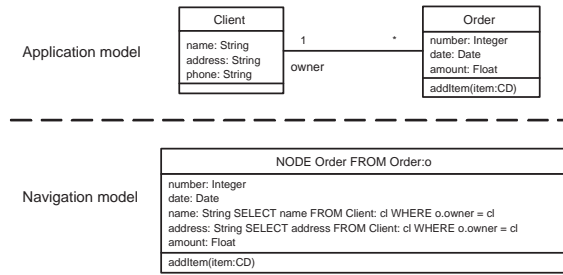 Client
name: String
address: String
phone: String
1
*
owner
Order
number: Integer
date: Date
amount: Float
addItem(item:CD)
Application model
Navigation model
NODE Order FROM Order:o
number: Integer
date: Date
name: String SELECT name FROM Client: cl WHERE o.owner = cl
address: String SELECT address FROM Client: cl WHERE o.owner = cl
amount: Float
addItem(item:CD)